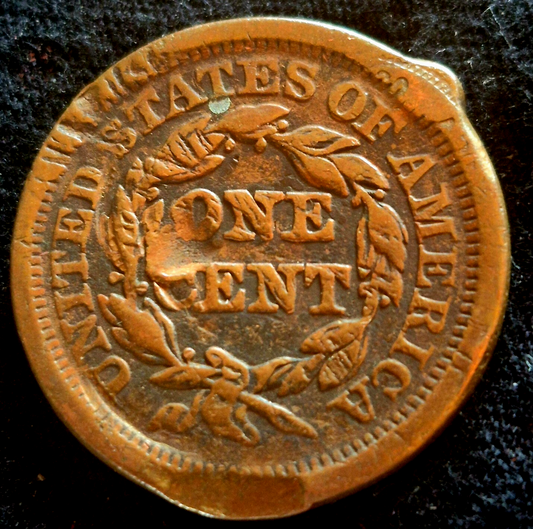 UNITED STATES OF AMERICA
ONE
CENT